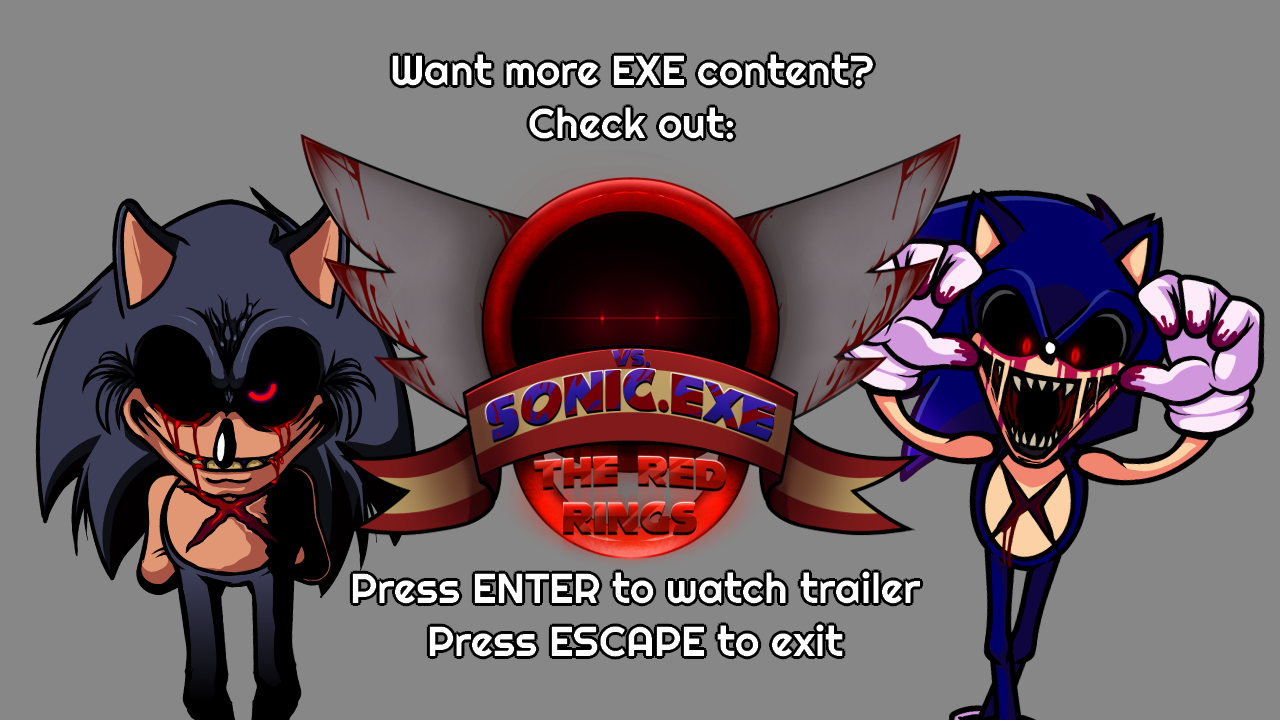 Want more EXE content?
Check out:
VS.
SONIC.EXE
THE RED
RINGS
Press ENTER to watch trailer
Press ESCAPE to exit